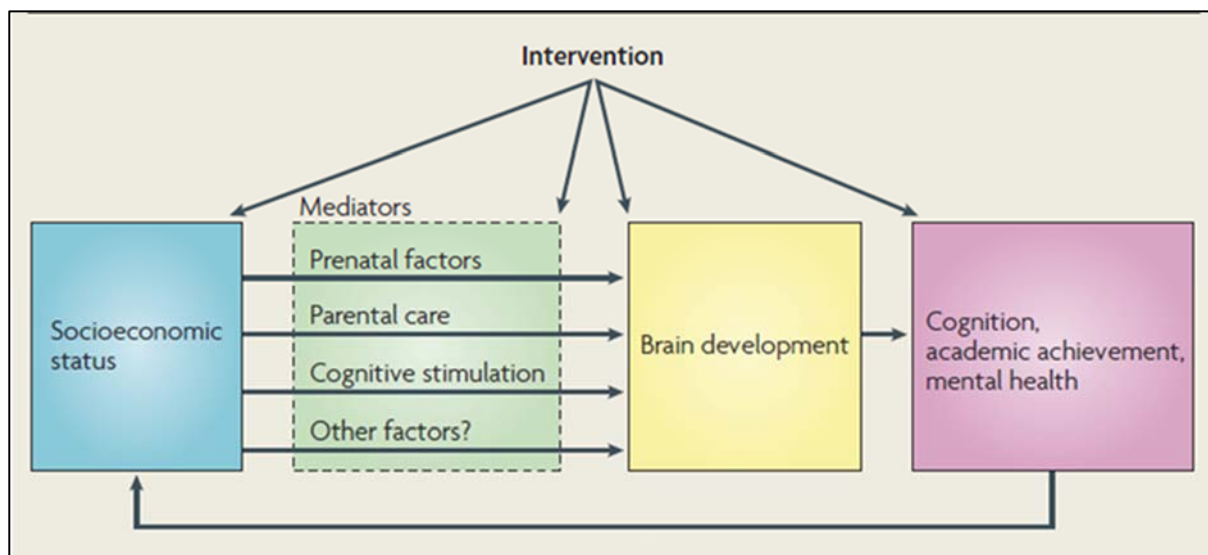 Intervention
Mediators
Prenatal factors
Parental care
Cognitive stimulation
Other factors?
Socioeconomic
status
Brain development
Cognition,
academic achievement,
mental health